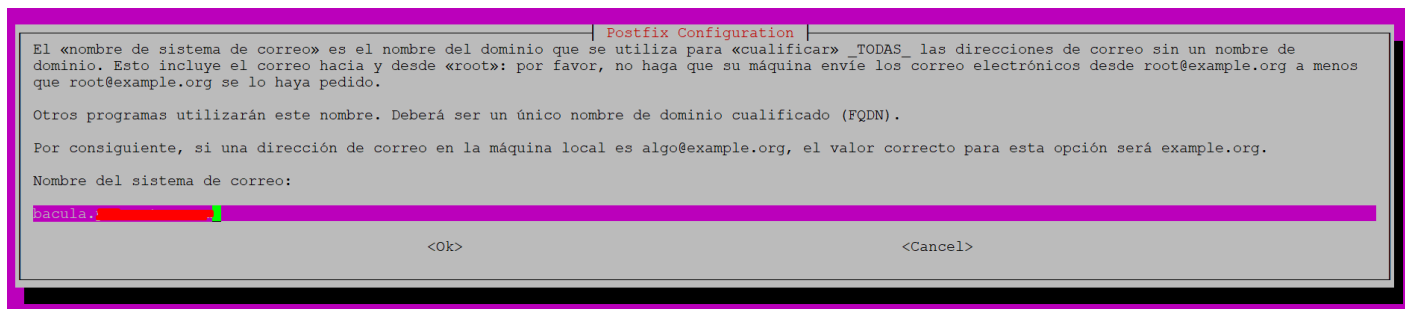 Postfix Configuration
El «nombre de sistema de correo» es el nombre del dominio que se utiliza para «cualificar» _TODAS_ las direcciones de correo sin un nombre de
dominio. Esto incluye el correo hacia y desde «root»: por favor, no haga que su máquina envíe los correo electrónicos desde root@example.org a menos
que root@example.org se lo haya pedido.
Otros programas utilizarán este nombre. Deberá ser un único nombre de dominio cualificado (FQDN).
Por consiguiente, si una dirección de correo en la máquina local es algo@example.org, el valor correcto para esta opción será example.org.
Nombre del sistema de correo:
bacula.
<Ok> <Cancel>